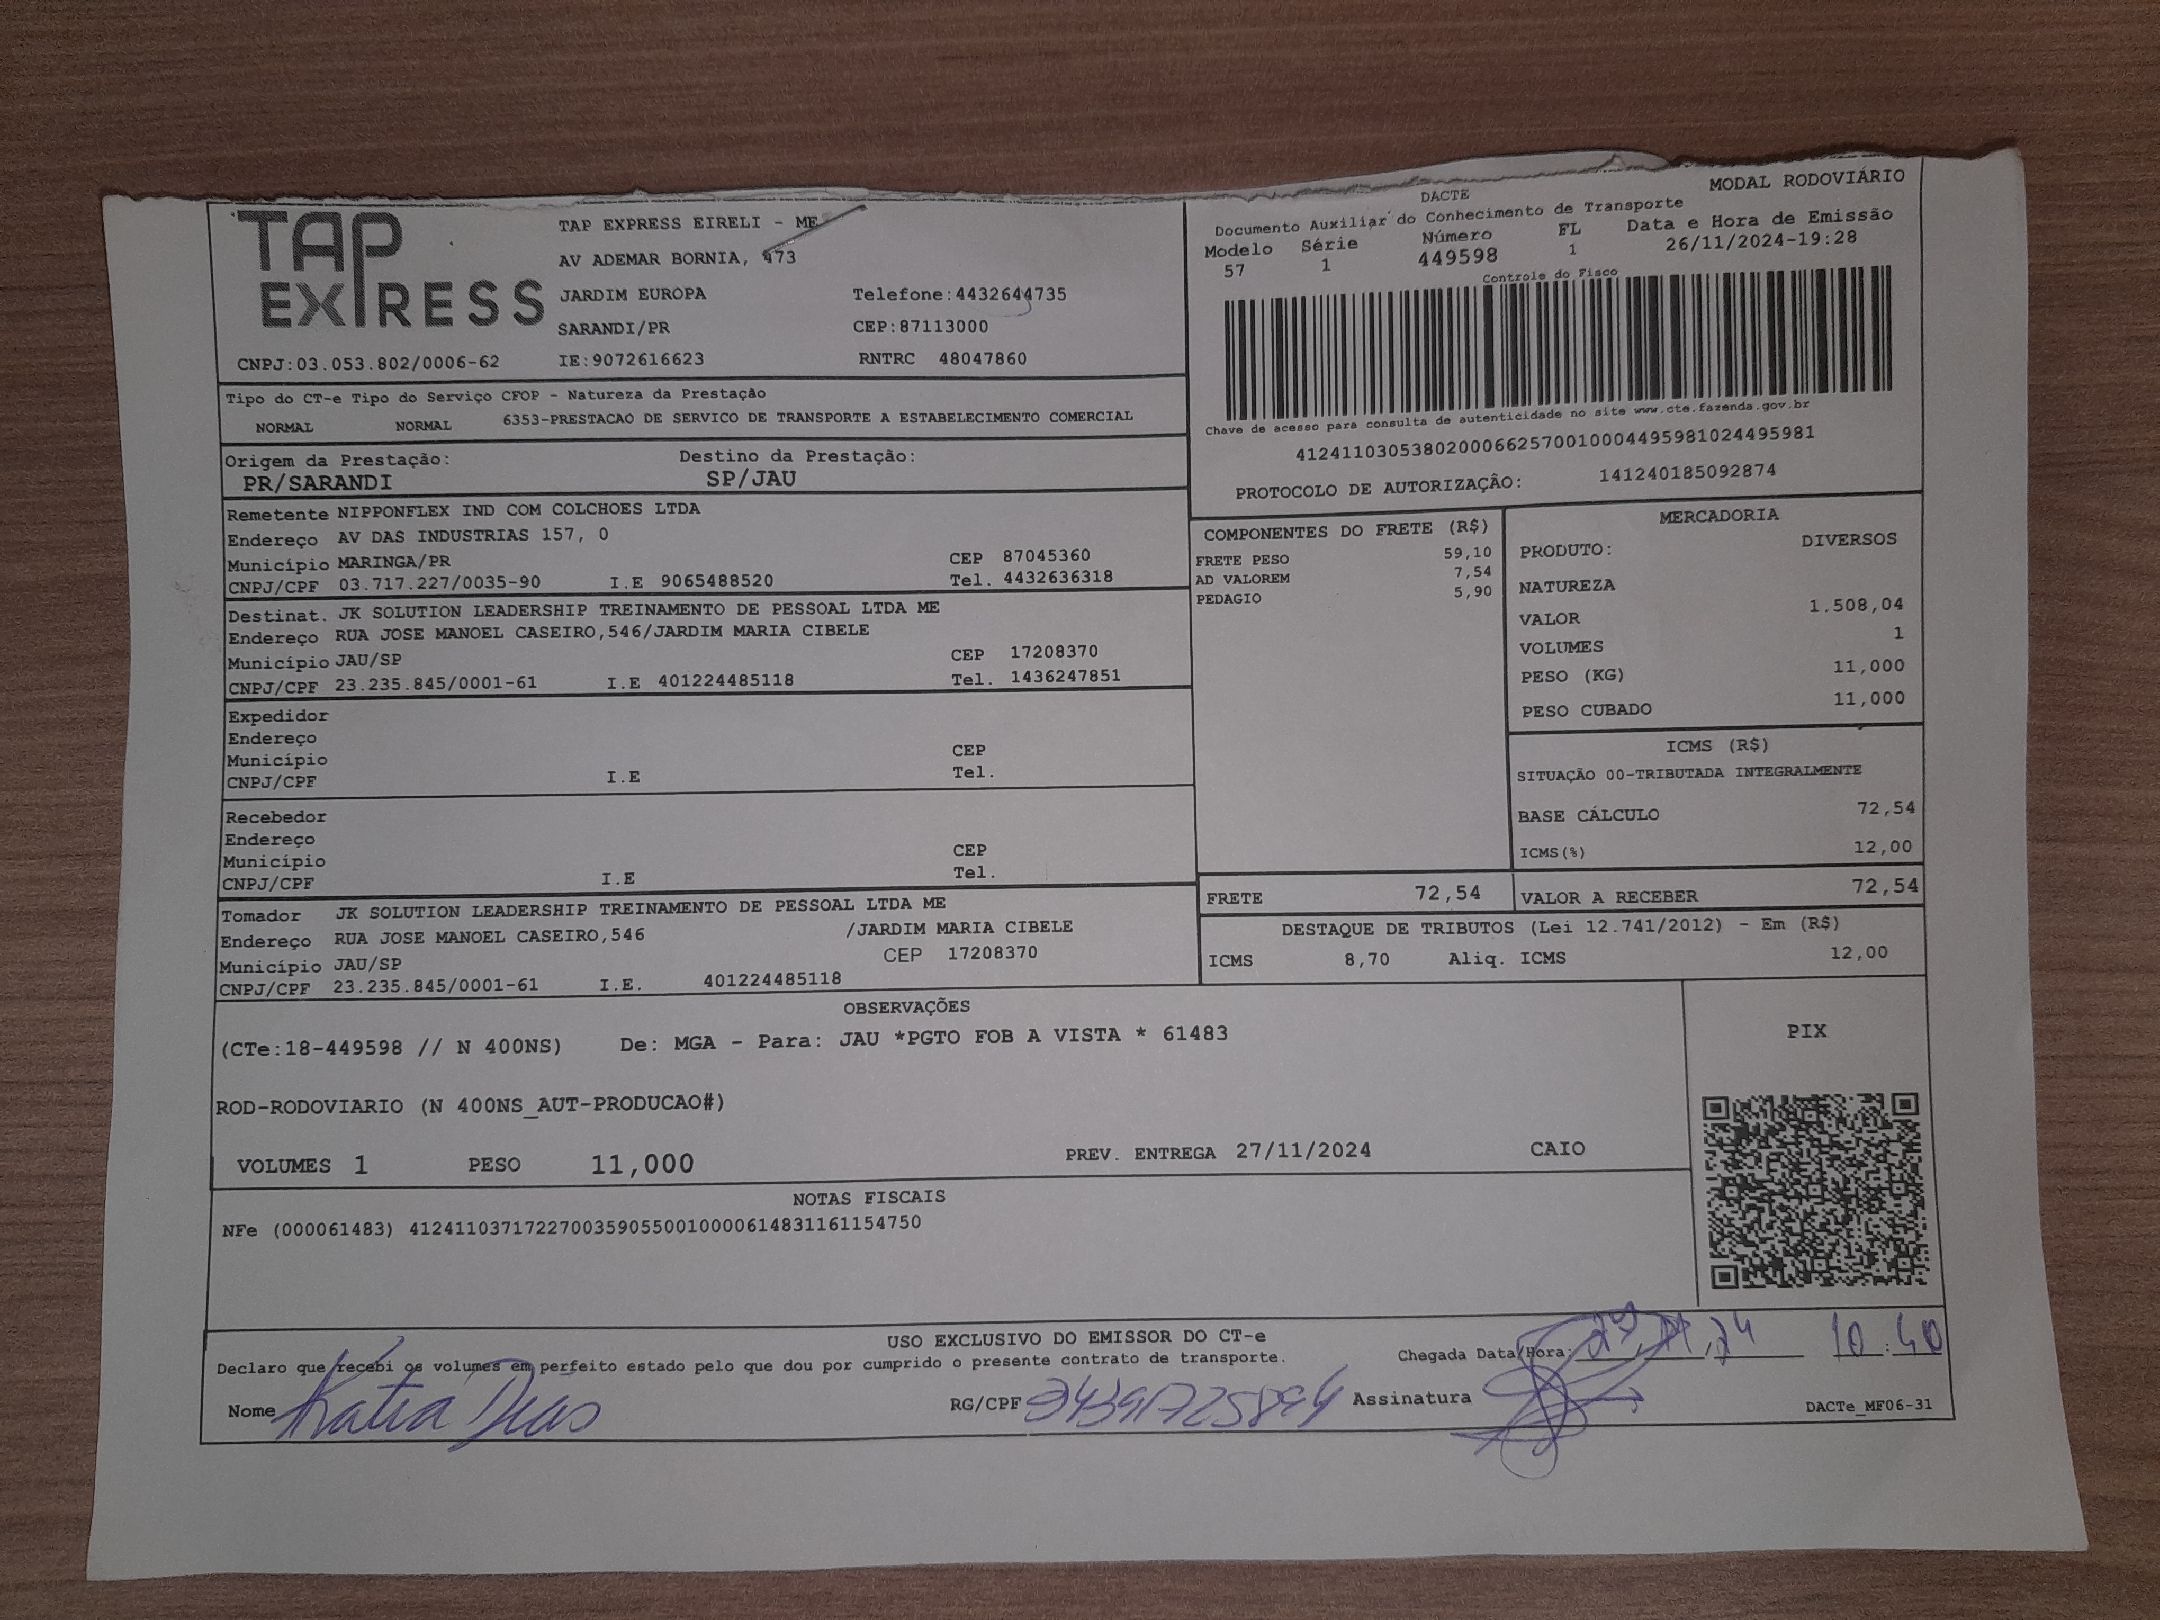 TAP EXPRESS
TAP EXPRESS EIRELI - ME
AV ADEMAR BORNIA, 473
JARDIM EUROPA Telefone:4432644735
SARANDI/PR CEP:87113000
CNPJ:03.053.802/0006-62 IE:9072616623 RNTRC 48047860
DACTE MODAL RODOVIÁRIO
Documento Auxiliar do Conhecimento de Transporte
Modelo Série Número FL Data e Hora de Emissão
57 1 449598 1 26/11/2024-19:28
Controle do Fisco
Chave de acesso para consulta de autenticidade no site www.cte.fazenda.gov.br
41241103053802000662570010004495981024495981
PROTOCOLO DE AUTORIZAÇÃO: 141240185092874
Tipo do CT-e Tipo do Serviço CFOP - Natureza da Prestação
NORMAL NORMAL 6353-PRESTACAO DE SERVICO DE TRANSPORTE A ESTABELECIMENTO COMERCIAL
Origem da Prestação: Destino da Prestação:
PR/SARANDI SP/JAU
Remetente NIPPONFLEX IND COM COLCHOES LTDA
Endereço AV DAS INDUSTRIAS 157, 0
Município MARINGA/PR CEP 87045360
CNPJ/CPF 03.717.227/0035-90 I.E 9065488520 Tel. 4432636318
Destinat. JK SOLUTION LEADERSHIP TREINAMENTO DE PESSOAL LTDA ME
Endereço RUA JOSE MANOEL CASEIRO,546/JARDIM MARIA CIBELE
Município JAU/SP CEP 17208370
CNPJ/CPF 23.235.845/0001-61 I.E 401224485118 Tel. 1436247851
Expedidor
Endereço
Município CEP
CNPJ/CPF I.E Tel.
Recebedor
Endereço
Município CEP
CNPJ/CPF I.E Tel.
Tomador JK SOLUTION LEADERSHIP TREINAMENTO DE PESSOAL LTDA ME
Endereço RUA JOSE MANOEL CASEIRO,546 /JARDIM MARIA CIBELE
Município JAU/SP CEP 17208370
CNPJ/CPF 23.235.845/0001-61 I.E. 401224485118
COMPONENTES DO FRETE (R$)
FRETE PESO 59,10
AD VALOREM 7,54
PEDAGIO 5,90
MERCADORIA
PRODUTO: DIVERSOS
NATUREZA
VALOR 1.508,04
VOLUMES 1
PESO (KG) 11,000
PESO CUBADO 11,000
ICMS (R$)
SITUAÇÃO 00-TRIBUTADA INTEGRALMENTE
BASE CÁLCULO 72,54
ICMS(%) 12,00
FRETE 72,54 VALOR A RECEBER 72,54
DESTAQUE DE TRIBUTOS (Lei 12.741/2012) - Em (R$)
ICMS 8,70 Aliq. ICMS 12,00
OBSERVAÇÕES
(CTe:18-449598 // N 400NS) De: MGA - Para: JAU *PGTO FOB A VISTA * 61483
ROD-RODOVIARIO (N 400NS_AUT-PRODUCAO#)
VOLUMES 1 PESO 11,000 PREV. ENTREGA 27/11/2024 CAIO
PIX
NOTAS FISCAIS
NFe (000061483) 41241103717227003590550010000614831161154750
USO EXCLUSIVO DO EMISSOR DO CT-e
Declaro que recebi os volumes em perfeito estado pelo que dou por cumprido o presente contrato de transporte.
Chegada Data/Hora: 10:40
Nome Katia Dias RG/CPF Assinatura
DACTe_MF06-31